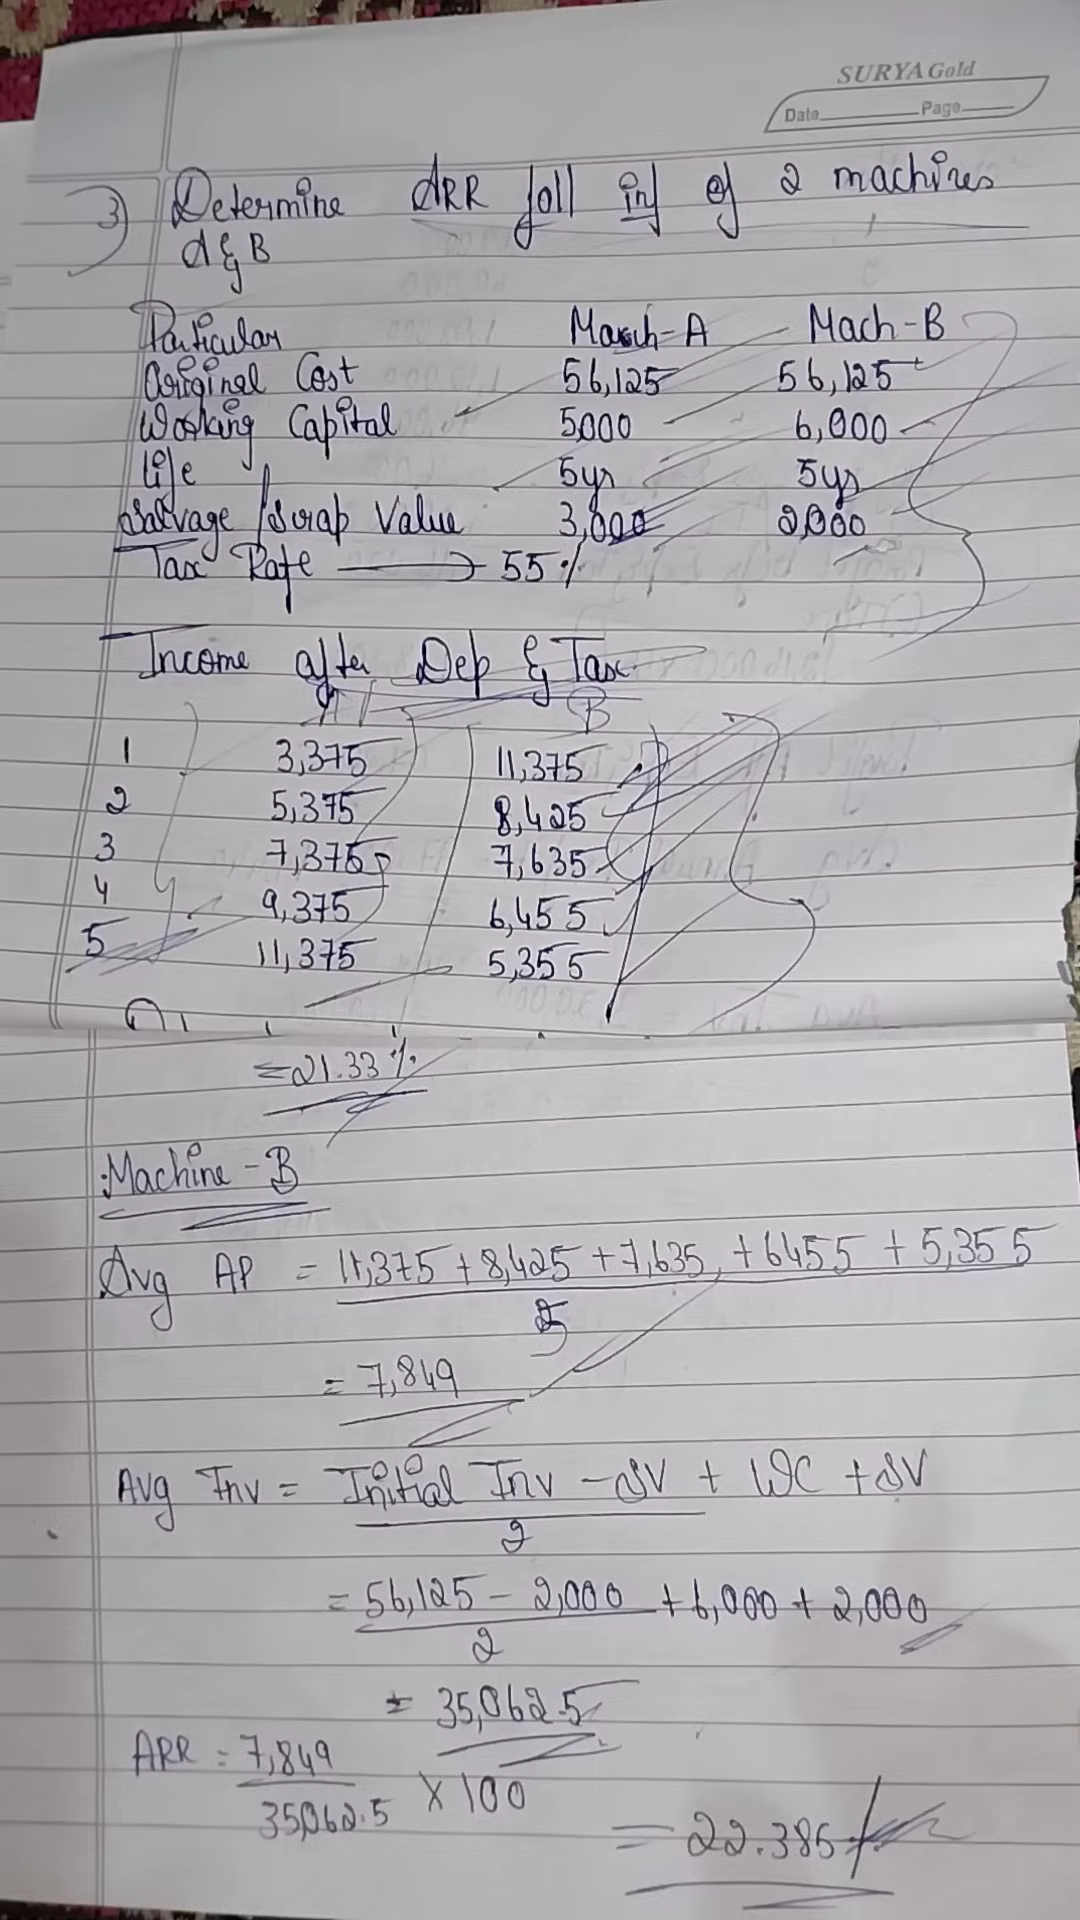 SURYA Gold
Date Page
3) Determine ARR foll inf of 2 machines
A & B
Particular Mach-A Mach-B
Original Cost 56,125 56,125
Working Capital 5000 6,000
life 5yr 5yr
Salvage/Scrap Value 3,000 2,000
Tax Rate → 55%
Income after Dep & Tax
A B
1 3,375 11,375
2 5,375 8,425
3 7,375 7,635
4 9,375 6,455
5 11,375 5,355
= 21.33%
Machine - B
Avg AP = 11,375 + 8,425 + 7,635 + 6455 + 5,355
5
= 7,849
Avg Inv = Initial Inv - SV + WC + SV
2
= 56,125 - 2,000 + 6,000 + 2,000
2
= 35,062.5
ARR = 7,849
35,062.5 × 100
= 22.385%